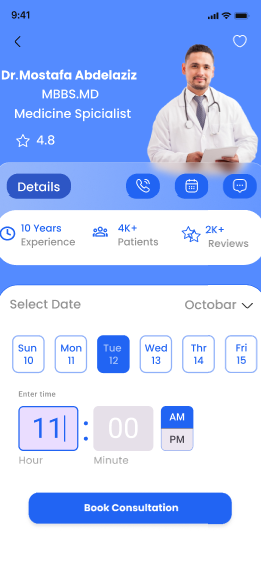 9:41
Dr.Mostafa Abdelaziz
MBBS.MD
Medicine Spicialist
4.8
Details
10 Years
Experience
4K+
Patients
2K+
Reviews
Select Date
Octobar
Sun
10
Mon
11
Tue
12
Wed
13
Thr
14
Fri
15
Enter time
11
:
00
AM
PM
Hour
Minute
Book Consultation